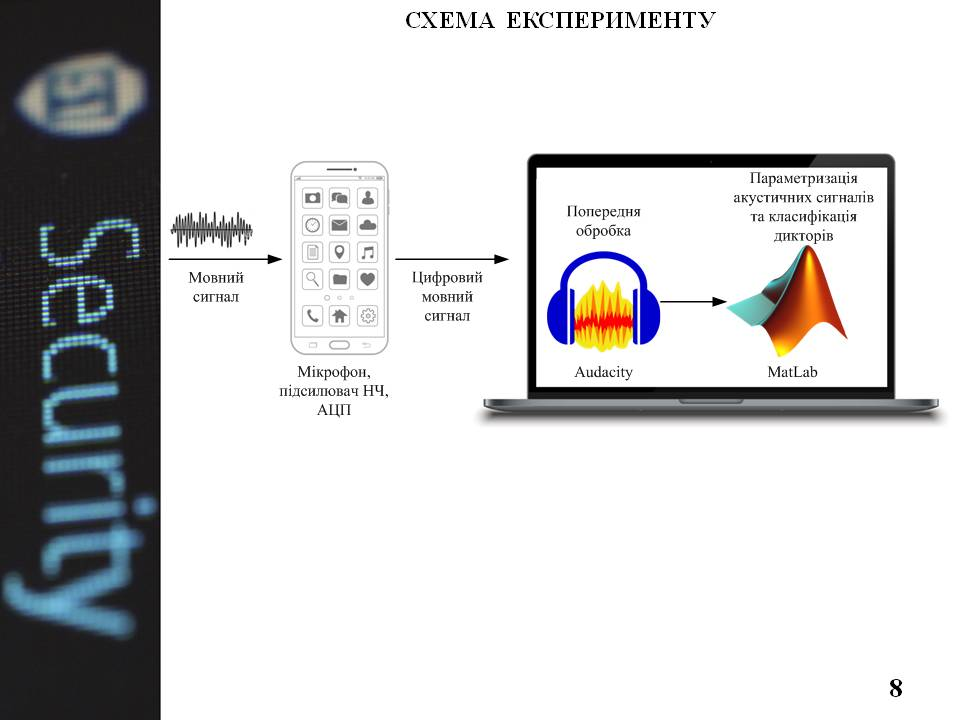 СХЕМА ЕКСПЕРИМЕНТУ
ST
Security
Мовний
сигнал
Мікрофон,
підсилювач НЧ,
АЦП
Цифровий
мовний
сигнал
Попередня
обробка
Audacity
Параметризація
акустичних сигналів
та класифікація
дикторів
MatLab
8